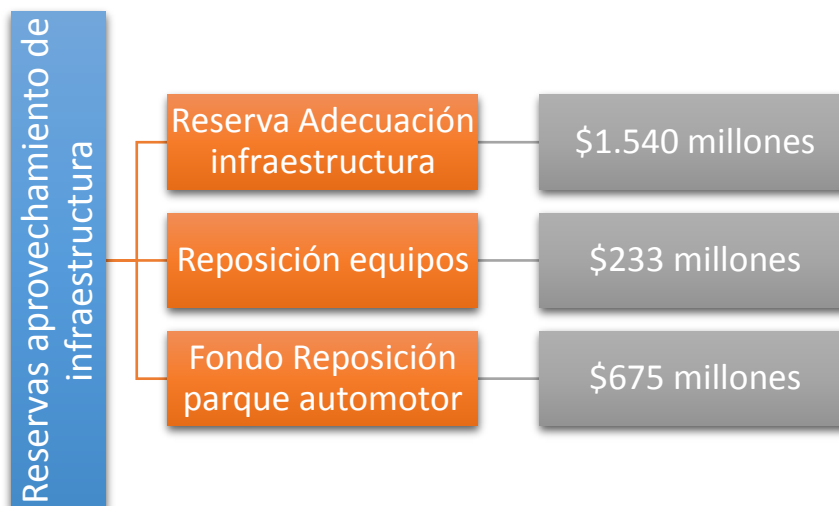 Reservas aprovechamiento de
infraestructura
Reserva Adecuación
infraestructura
$1.540 millones
Reposición equipos
$233 millones
Fondo Reposición
parque automotor
$675 millones